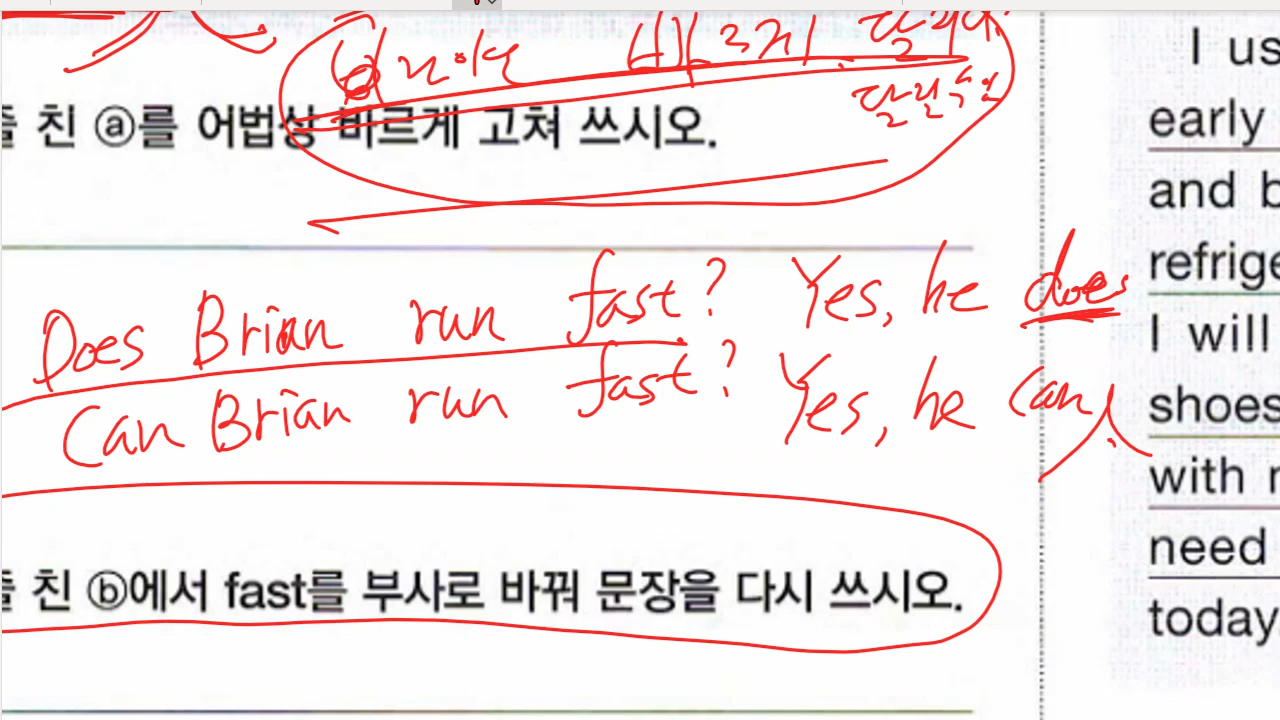 친 ⓐ를 어법상 바르게 고쳐 쓰시오.
Does Brian run fast? Yes, he does
Can Brian run fast? Yes, he can.
친 ⓑ에서 fast를 부사로 바꿔 문장을 다시 쓰시오.
I us
early
and b
refrige
I will
shoes
with
need
today,